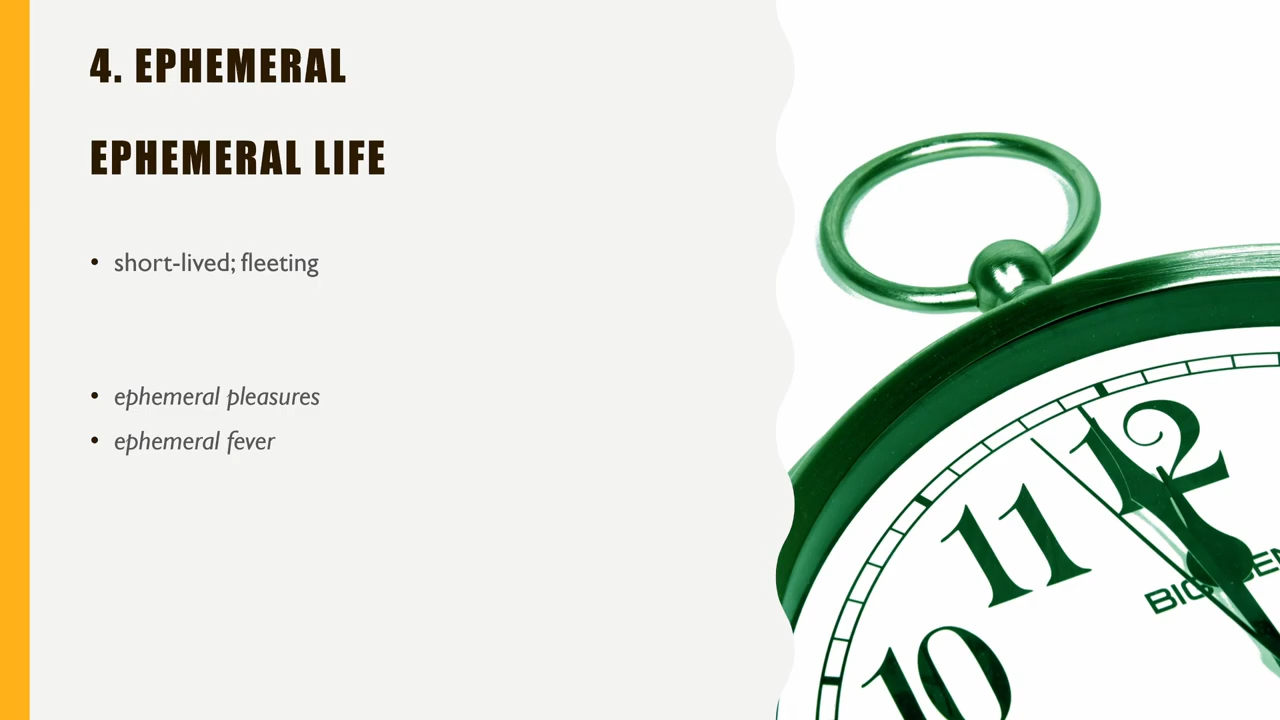 4. EPHEMERAL
EPHEMERAL LIFE
• short-lived; fleeting
• ephemeral pleasures
• ephemeral fever
12
11
10